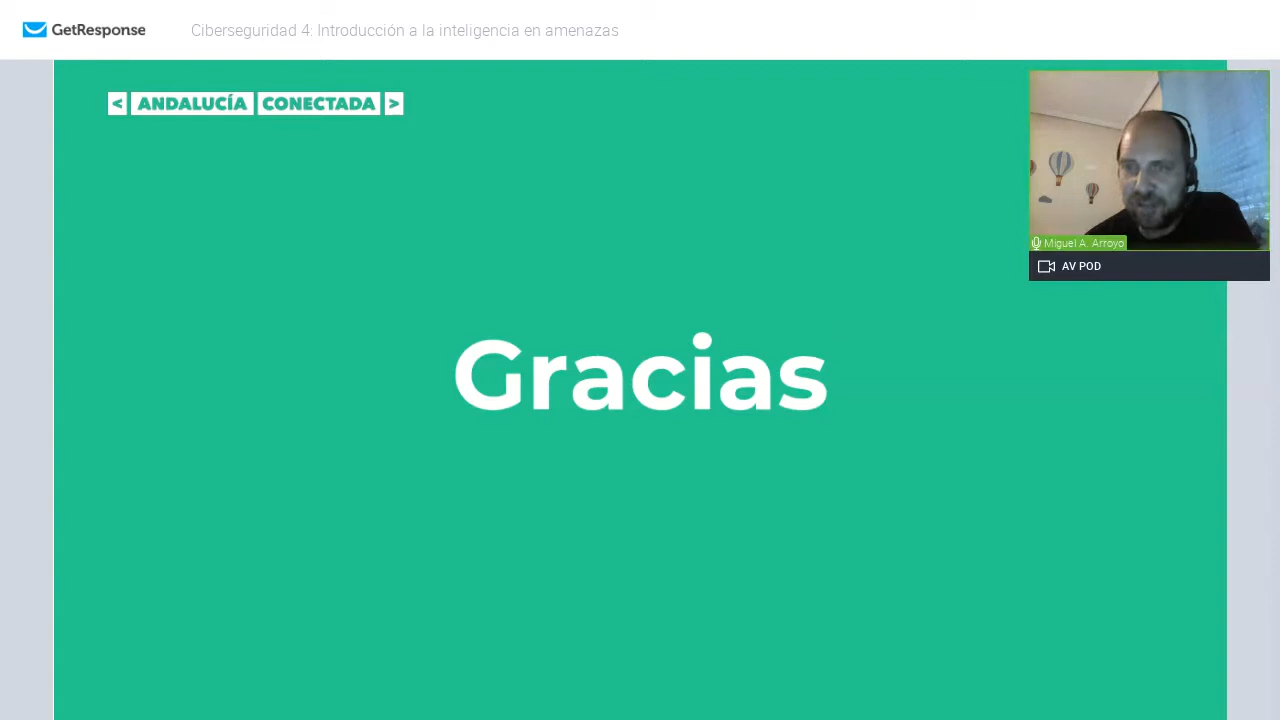 GetResponse
Ciberseguridad 4: Introducción a la inteligencia en amenazas
< ANDALUCÍA CONECTADA >
Miguel A. Arroyo
AV POD
Gracias